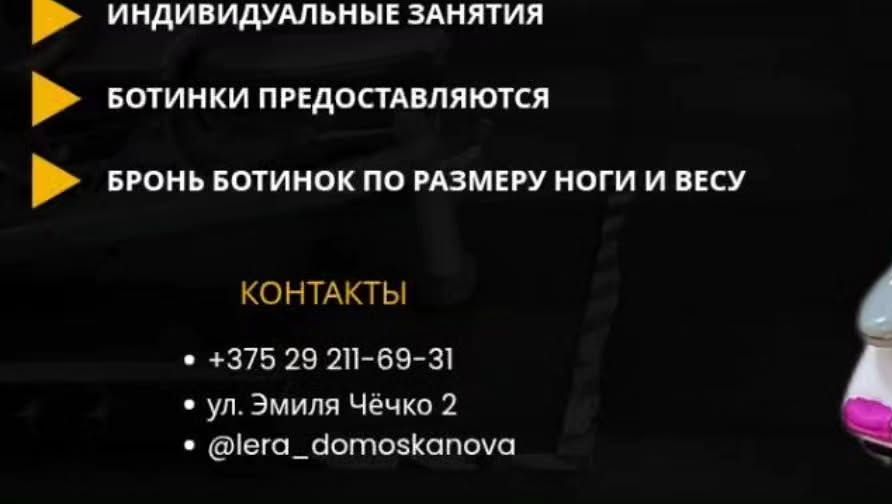 ИНДИВИДУАЛЬНЫЕ ЗАНЯТИЯ
БОТИНКИ ПРЕДОСТАВЛЯЮТСЯ
БРОНЬ БОТИНОК ПО РАЗМЕРУ НОГИ И ВЕСУ
КОНТАКТЫ
• +375 29 211-69-31
• ул. Эмиля Чёчко 2
• @lera_domoskanova